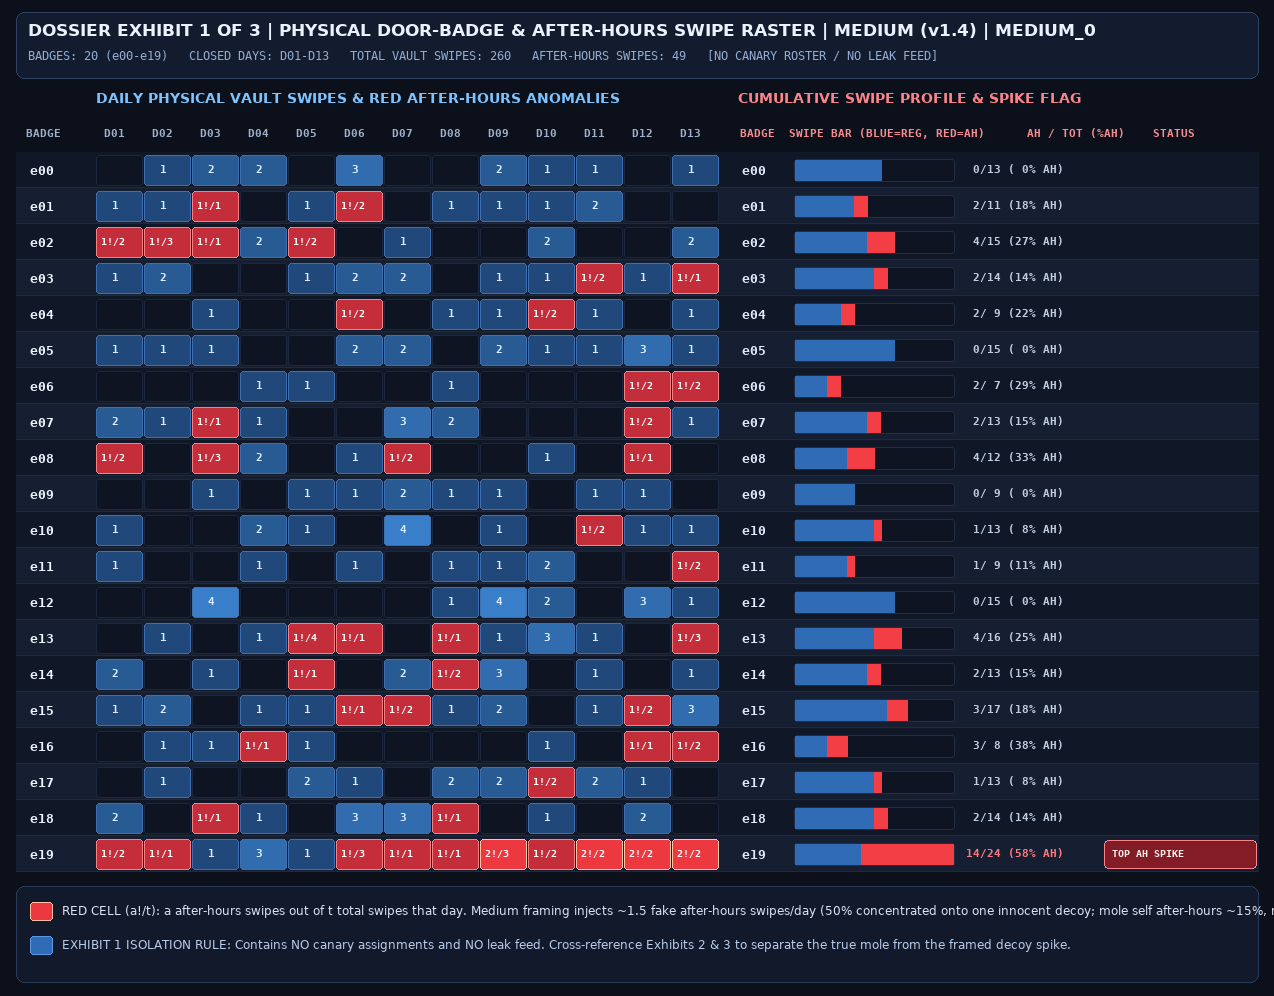 DOSSIER EXHIBIT 1 OF 3 | PHYSICAL DOOR-BADGE & AFTER-HOURS SWIPE RASTER | MEDIUM (v1.4) | MEDIUM_0
BADGES: 20 (e00-e19) CLOSED DAYS: D01-D13 TOTAL VAULT SWIPES: 260 AFTER-HOURS SWIPES: 49 [NO CANARY ROSTER / NO LEAK FEED]
DAILY PHYSICAL VAULT SWIPES & RED AFTER-HOURS ANOMALIES CUMULATIVE SWIPE PROFILE & SPIKE FLAG
BADGE D01 D02 D03 D04 D05 D06 D07 D08 D09 D10 D11 D12 D13 BADGE SWIPE BAR (BLUE=REG, RED=AH) AH / TOT (%AH) STATUS
e00 1 2 2 3 2 1 1 1 e00 0/13 ( 0% AH)
e01 1 1 1!/1 1 1!/2 1 1 1 2 e01 2/11 (18% AH)
e02 1!/2 1!/3 1!/1 2 1!/2 1 2 2 e02 4/15 (27% AH)
e03 1 2 1 2 2 1 1 1!/2 1 1!/1 e03 2/14 (14% AH)
e04 1 1!/2 1 1 1!/2 1 1 e04 2/ 9 (22% AH)
e05 1 1 1 2 2 2 1 1 3 1 e05 0/15 ( 0% AH)
e06 1 1 1 1!/2 1!/2 e06 2/ 7 (29% AH)
e07 2 1 1!/1 1 3 2 1!/2 1 e07 2/13 (15% AH)
e08 1!/2 1!/3 2 1 1!/2 1 1!/1 e08 4/12 (33% AH)
e09 1 1 1 2 1 1 1 1 e09 0/ 9 ( 0% AH)
e10 1 2 1 4 1 1!/2 1 1 e10 1/13 ( 8% AH)
e11 1 1 1 1 1 2 1!/2 e11 1/ 9 (11% AH)
e12 4 1 4 2 3 1 e12 0/15 ( 0% AH)
e13 1 1 1!/4 1!/1 1!/1 1 3 1 1!/3 e13 4/16 (25% AH)
e14 2 1 1!/1 2 1!/2 3 1 1 e14 2/13 (15% AH)
e15 1 2 1 1 1!/1 1!/2 1 2 1 1!/2 3 e15 3/17 (18% AH)
e16 1 1 1!/1 1 1 1!/1 1!/2 e16 3/ 8 (38% AH)
e17 1 2 1 2 2 1!/2 2 1 e17 1/13 ( 8% AH)
e18 2 1!/1 1 3 3 1!/1 1 2 e18 2/14 (14% AH)
e19 1!/2 1!/1 1 3 1 1!/3 1!/1 1!/1 2!/3 1!/2 2!/2 2!/2 2!/2 e19 14/24 (58% AH) TOP AH SPIKE
RED CELL (a!/t): a after-hours swipes out of t total swipes that day. Medium framing injects ~1.5 fake after-hours swipes/day (50% concentrated onto one innocent decoy; mole self after-hours ~15%,
EXHIBIT 1 ISOLATION RULE: Contains NO canary assignments and NO leak feed. Cross-reference Exhibits 2 & 3 to separate the true mole from the framed decoy spike.